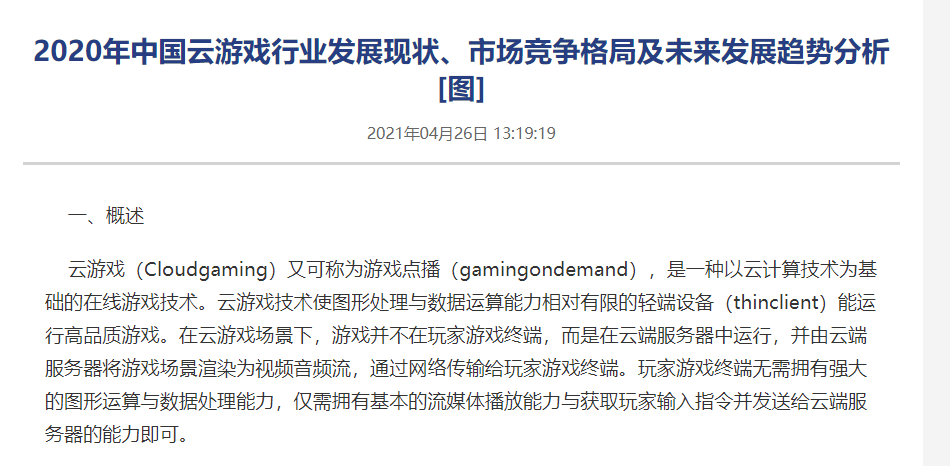 2020年中国云游戏行业发展现状、市场竞争格局及未来发展趋势分析
[图]
2021年04月26日 13:19:19
一、概述
云游戏（Cloudgaming）又可称为游戏点播（gamingondemand），是一种以云计算技术为基
础的在线游戏技术。云游戏技术使图形处理与数据运算能力相对有限的轻端设备（thinclient）能运
行高品质游戏。在云游戏场景下，游戏并不在玩家游戏终端，而是在云端服务器中运行，并由云端
服务器将游戏场景渲染为视频音频流，通过网络传输给玩家游戏终端。玩家游戏终端无需拥有强大
的图形运算与数据处理能力，仅需拥有基本的流媒体播放能力与获取玩家输入指令并发送给云端服
务器的能力即可。